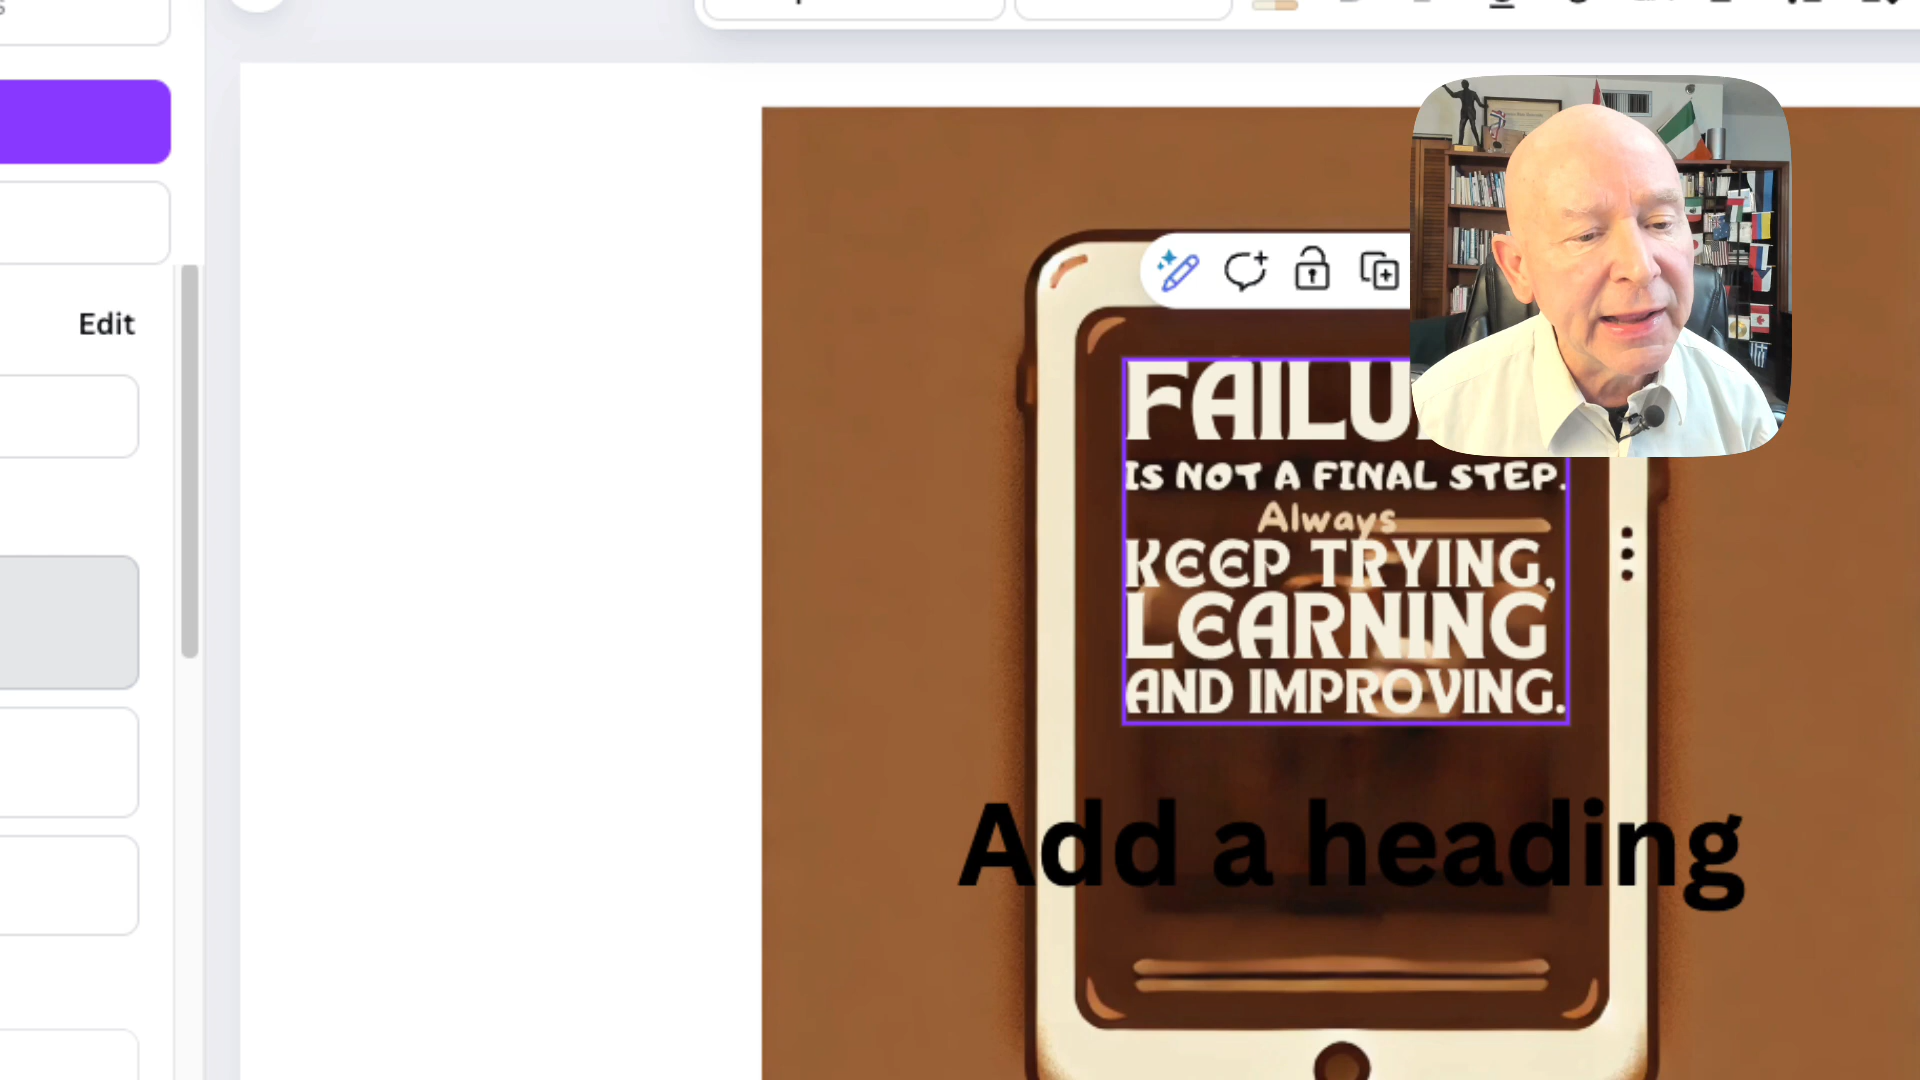 Edit
FAILU
IS NOT A FINAL STEP.
Always
KEEP TRYING,
LEARNING
AND IMPROVING.
Add a heading